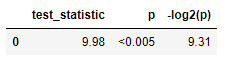 test_statistic p -log2(p)
0 9.98 <0.005 9.31